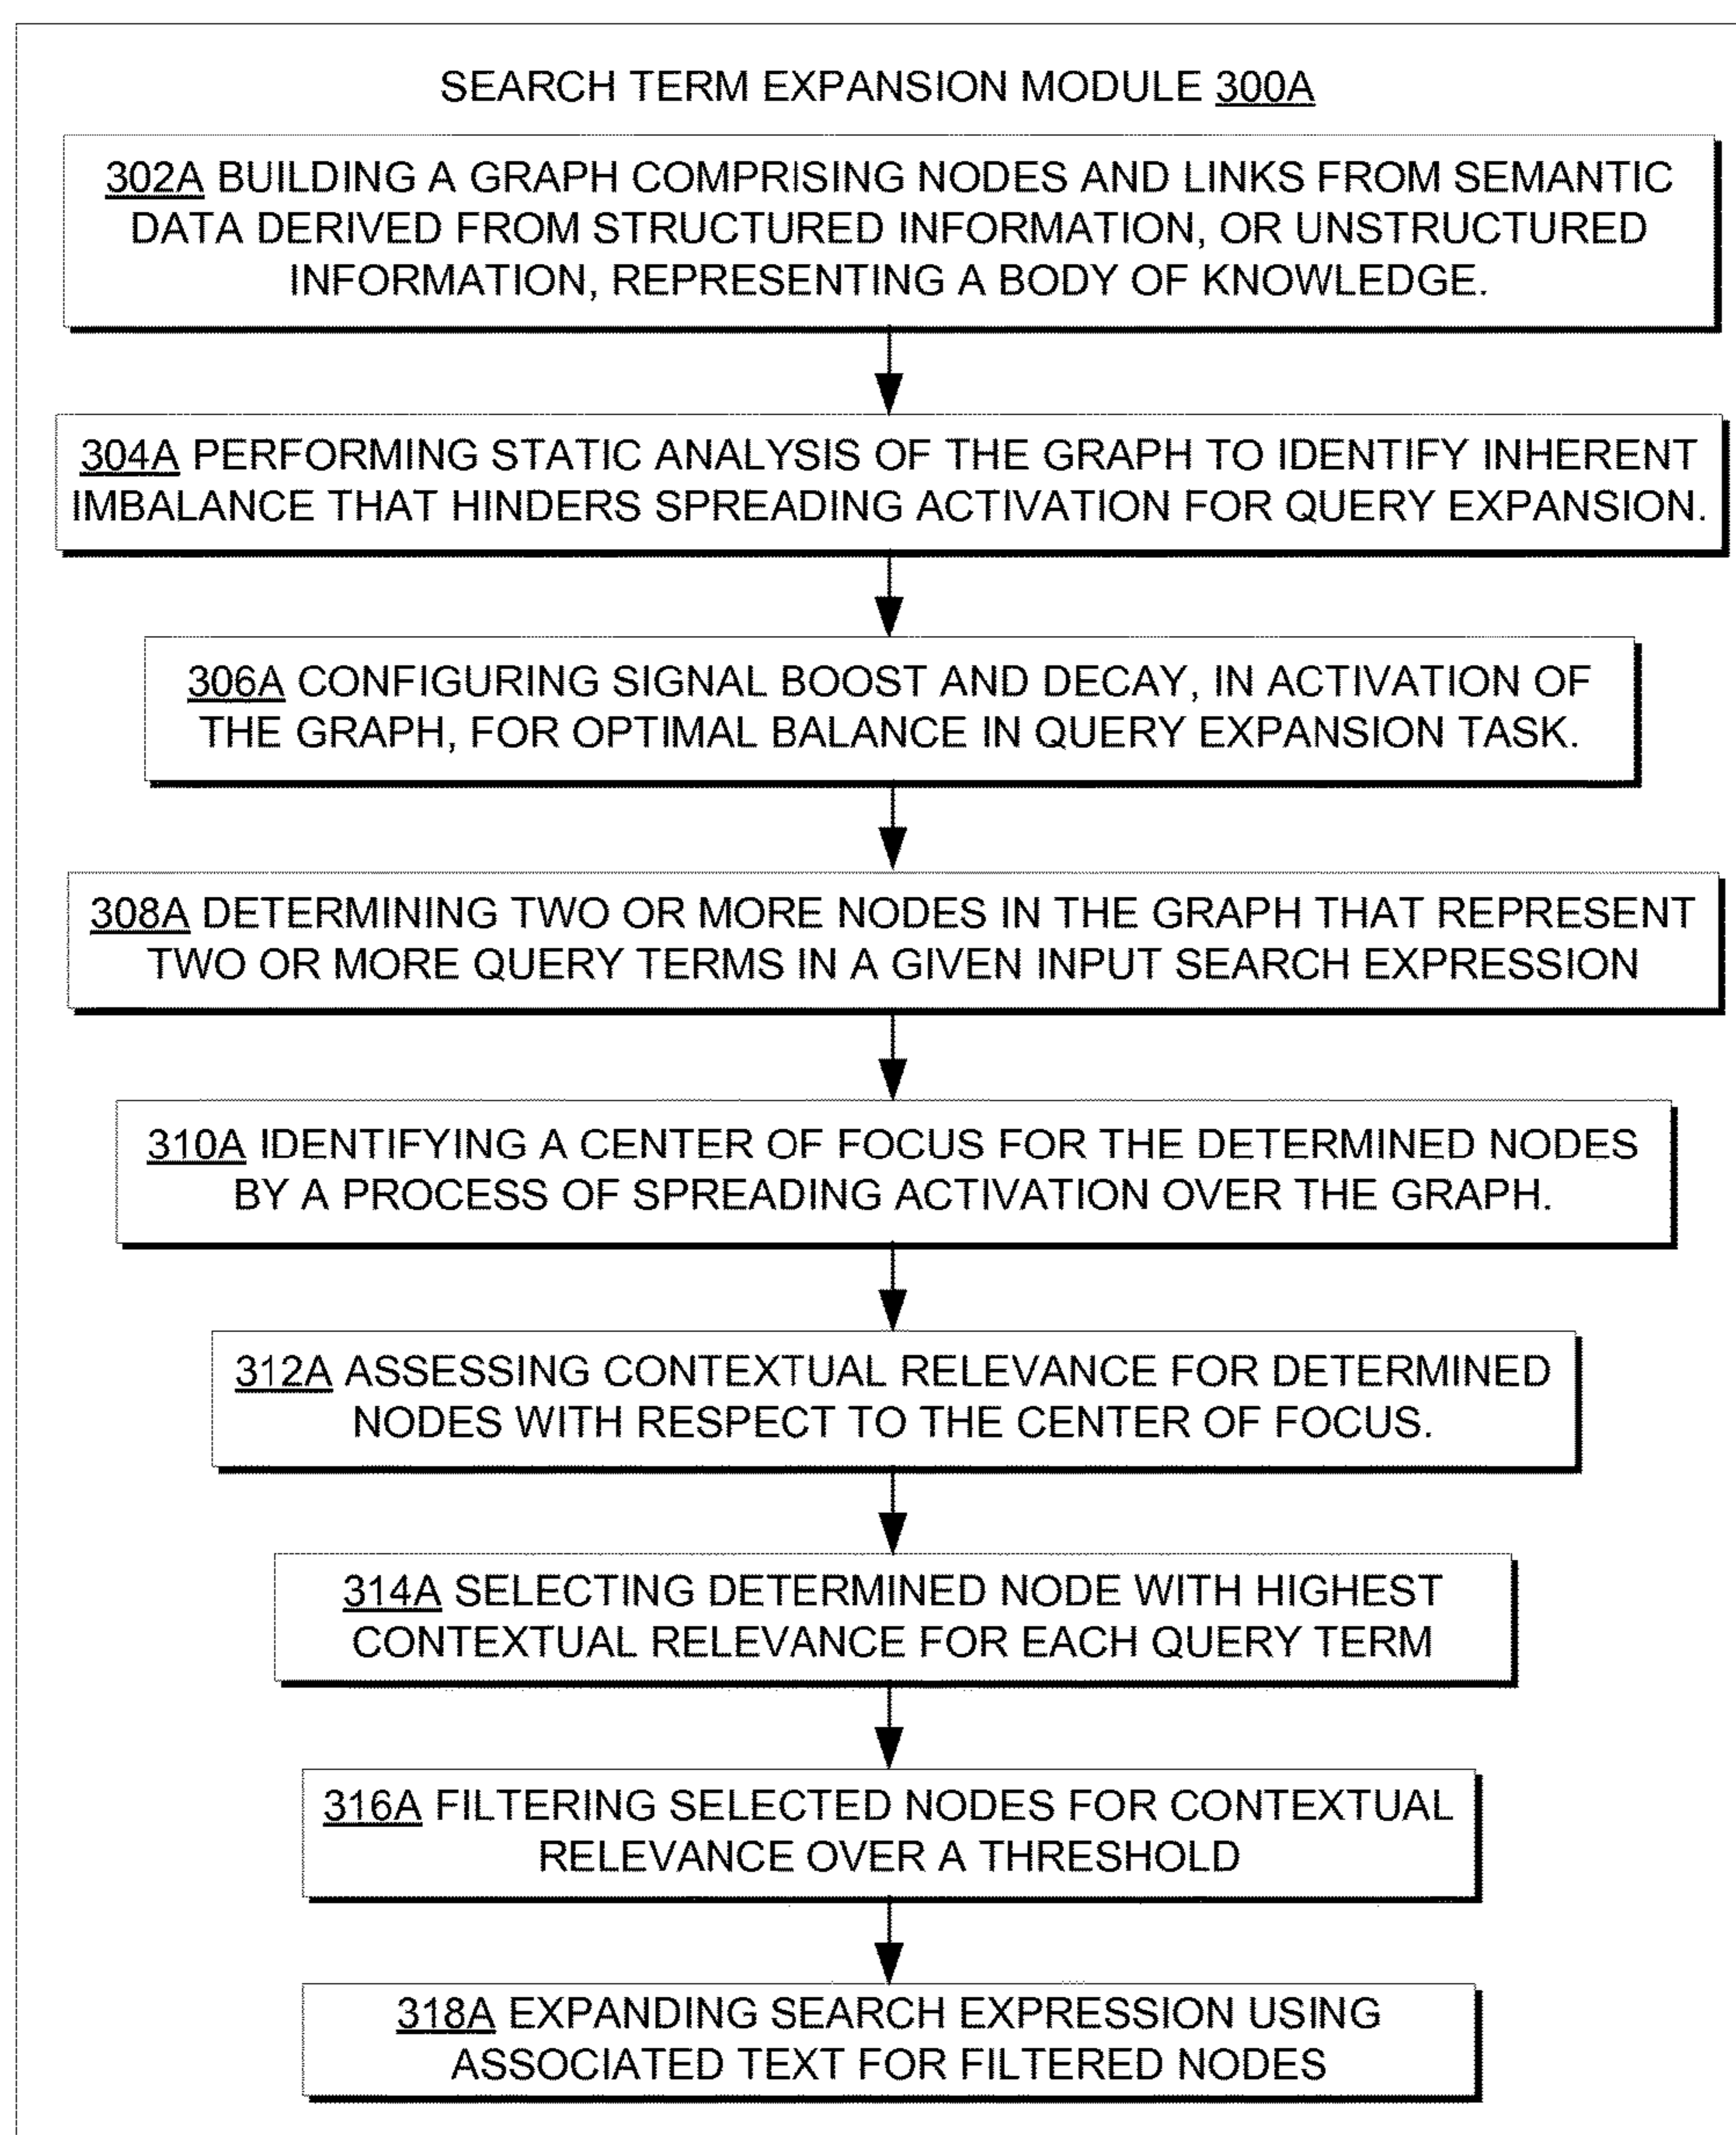 SEARCH TERM EXPANSION MODULE 300A
302A BUILDING A GRAPH COMPRISING NODES AND LINKS FROM SEMANTIC
DATA DERIVED FROM STRUCTURED INFORMATION, OR UNSTRUCTURED
INFORMATION, REPRESENTING A BODY OF KNOWLEDGE.
304A PERFORMING STATIC ANALYSIS OF THE GRAPH TO IDENTIFY INHERENT
IMBALANCE THAT HINDERS SPREADING ACTIVATION FOR QUERY EXPANSION.
306A CONFIGURING SIGNAL BOOST AND DECAY, IN ACTIVATION OF
THE GRAPH, FOR OPTIMAL BALANCE IN QUERY EXPANSION TASK.
308A DETERMINING TWO OR MORE NODES IN THE GRAPH THAT REPRESENT
TWO OR MORE QUERY TERMS IN A GIVEN INPUT SEARCH EXPRESSION
310A IDENTIFYING A CENTER OF FOCUS FOR THE DETERMINED NODES
BY A PROCESS OF SPREADING ACTIVATION OVER THE GRAPH.
312A ASSESSING CONTEXTUAL RELEVANCE FOR DETERMINED
NODES WITH RESPECT TO THE CENTER OF FOCUS.
314A SELECTING DETERMINED NODE WITH HIGHEST
CONTEXTUAL RELEVANCE FOR EACH QUERY TERM
316A FILTERING SELECTED NODES FOR CONTEXTUAL
RELEVANCE OVER A THRESHOLD
318A EXPANDING SEARCH EXPRESSION USING
ASSOCIATED TEXT FOR FILTERED NODES